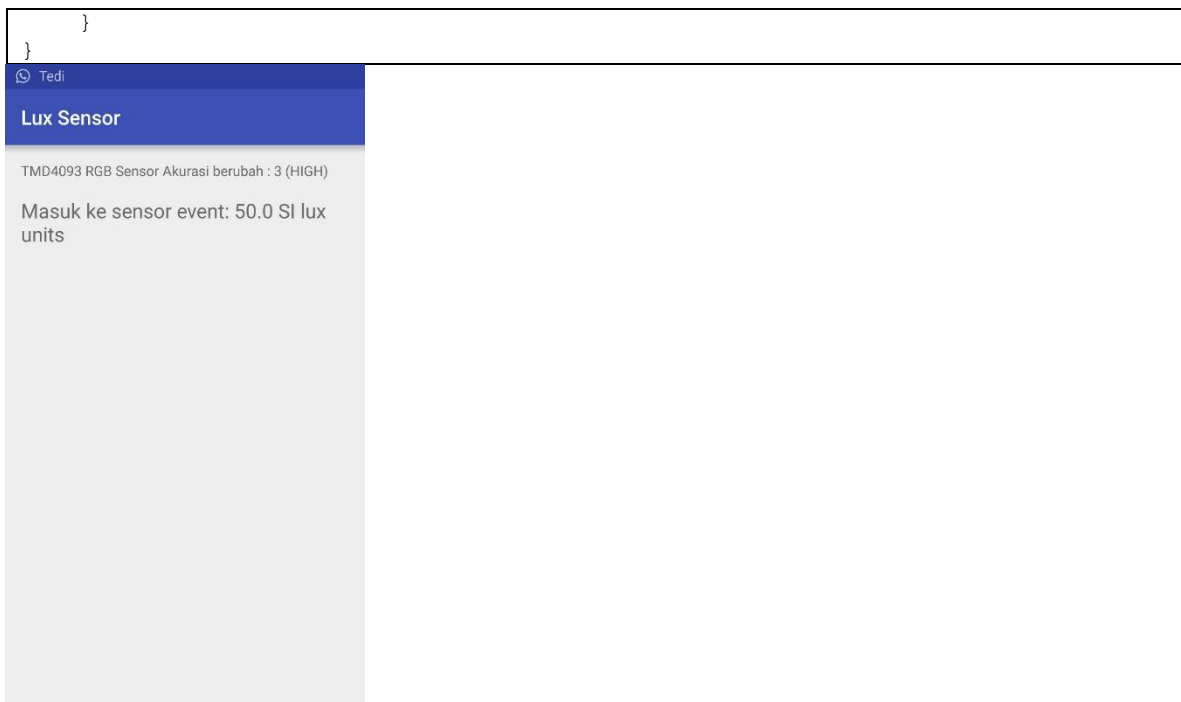 }
}
Tedi
Lux Sensor
TMD4093 RGB Sensor Akurasi berubah : 3 (HIGH)
Masuk ke sensor event: 50.0 SI lux
units